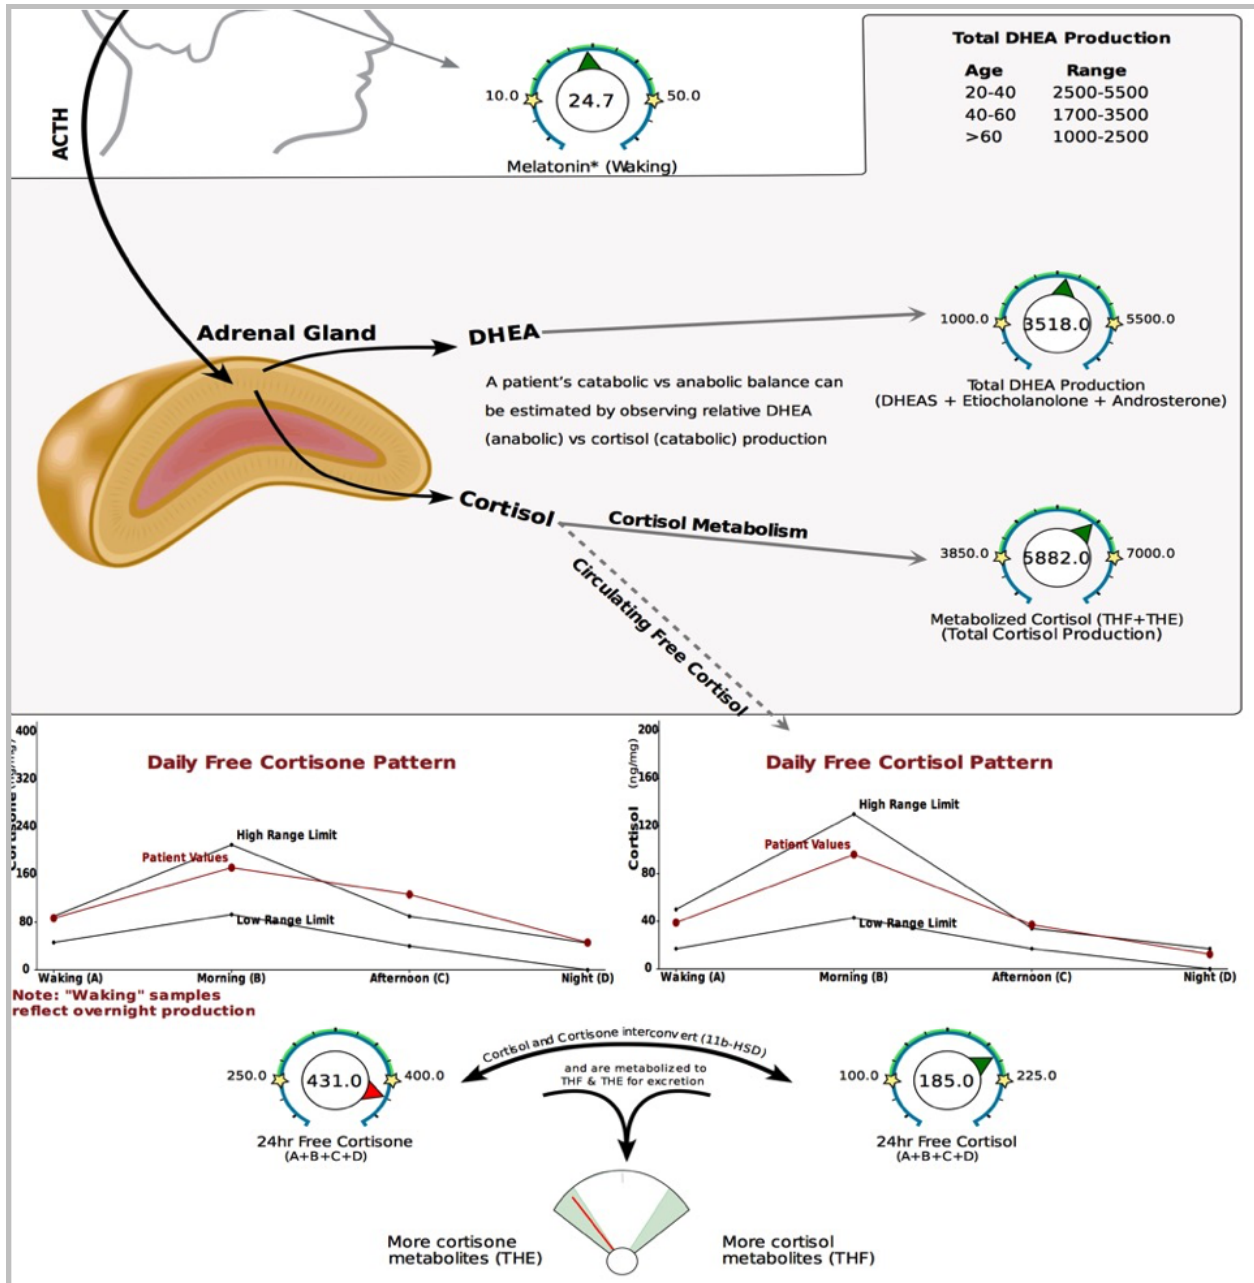 ACTH
10.0
24.7
50.0
Melatonin* (Waking)
Total DHEA Production
Age Range
20-40 2500-5500
40-60 1700-3500
>60 1000-2500
Adrenal Gland
DHEA
1000.0
3518.0
5500.0
Total DHEA Production
(DHEAS + Etiocholanolone + Androsterone)
A patient's catabolic vs anabolic balance can
be estimated by observing relative DHEA
(anabolic) vs cortisol (catabolic) production
Cortisol
Cortisol Metabolism
3850.0
5882.0
7000.0
Metabolized Cortisol (THF+THE)
(Total Cortisol Production)
Circulating Free Cortisol
Daily Free Cortisone Pattern
Cortisone (ng/mg)
400
320
240
160
80
0
High Range Limit
Patient Values
Low Range Limit
Waking (A)
Morning (B)
Afternoon (C)
Night (D)
Note: "Waking" samples
reflect overnight production
Daily Free Cortisol Pattern
Cortisol (ng/mg)
200
160
120
80
40
0
High Range Limit
Patient Values
Low Range Limit
Waking (A)
Morning (B)
Afternoon (C)
Night (D)
250.0
431.0
400.0
24hr Free Cortisone
(A+B+C+D)
Cortisol and Cortisone interconvert (11b-HSD)
and are metabolized to
THF & THE for excretion
100.0
185.0
225.0
24hr Free Cortisol
(A+B+C+D)
More cortisone
metabolites (THE)
More cortisol
metabolites (THF)